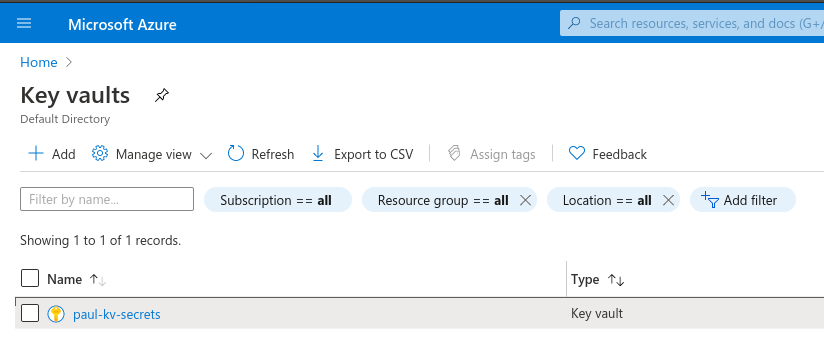 Microsoft Azure
Search resources, services, and docs (G+/
Home
Key vaults
Default Directory
Add Manage view Refresh Export to CSV Assign tags Feedback
Filter by name...
Subscription == all Resource group == all Location == all Add filter
Showing 1 to 1 of 1 records.
Name Type
paul-kv-secrets Key vault